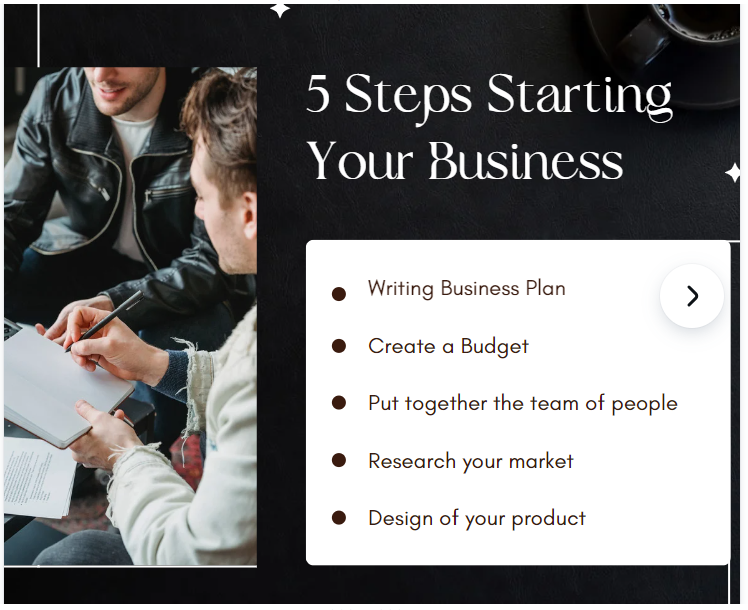 5 Steps Starting
Your Business
Writing Business Plan
Create a Budget
Put together the team of people
Research your market
Design of your product